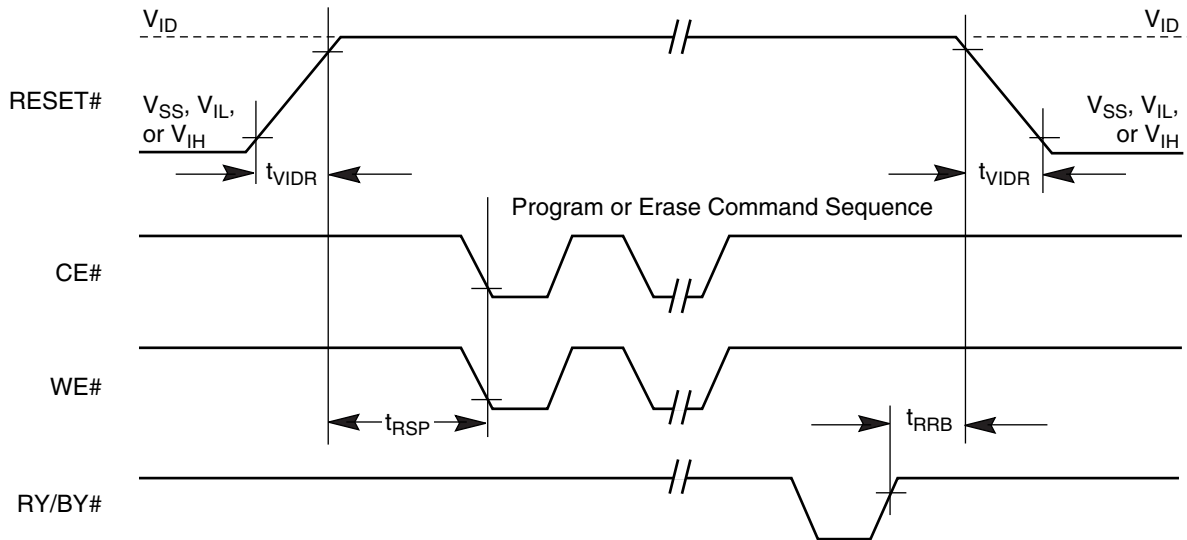 VID
VID
RESET#
VSS, VIL,
or VIH
VSS, VIL,
or VIH
tVIDR
tVIDR
Program or Erase Command Sequence
CE#
WE#
tRSP
tRRB
RY/BY#